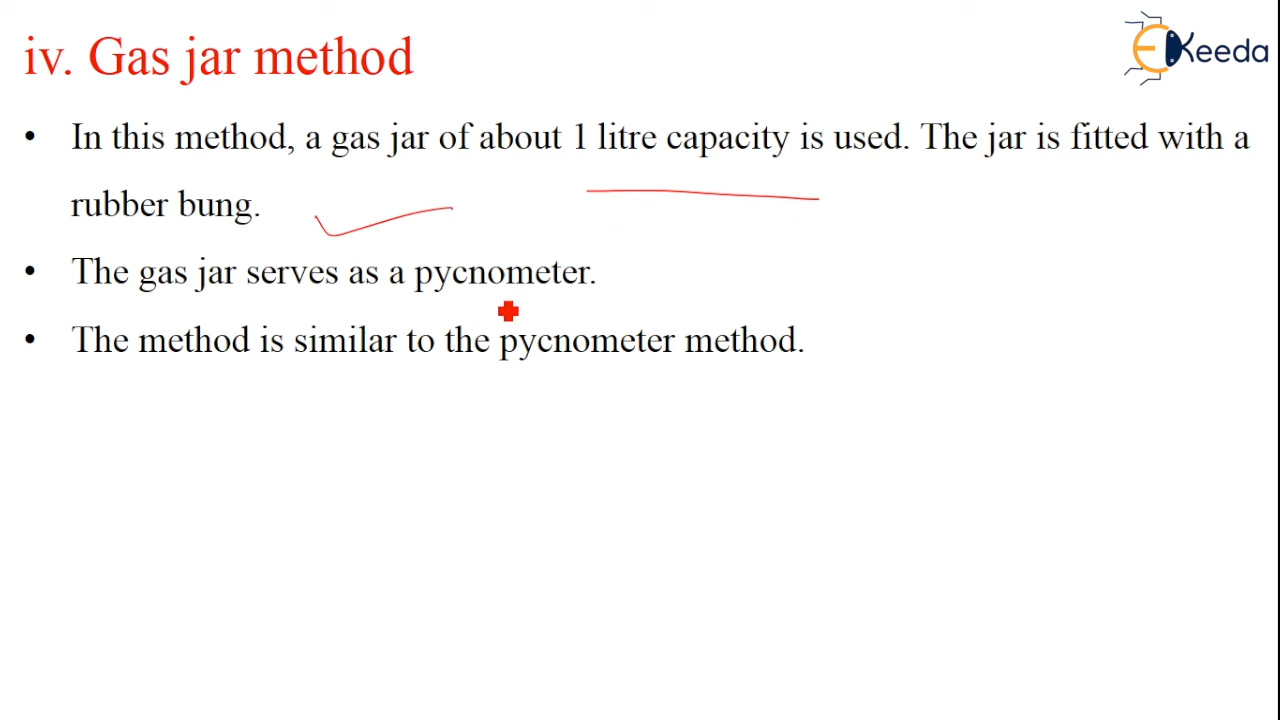 iv. Gas jar method
EKeeda
• In this method, a gas jar of about 1 litre capacity is used. The jar is fitted with a
rubber bung.
• The gas jar serves as a pycnometer.
• The method is similar to the pycnometer method.